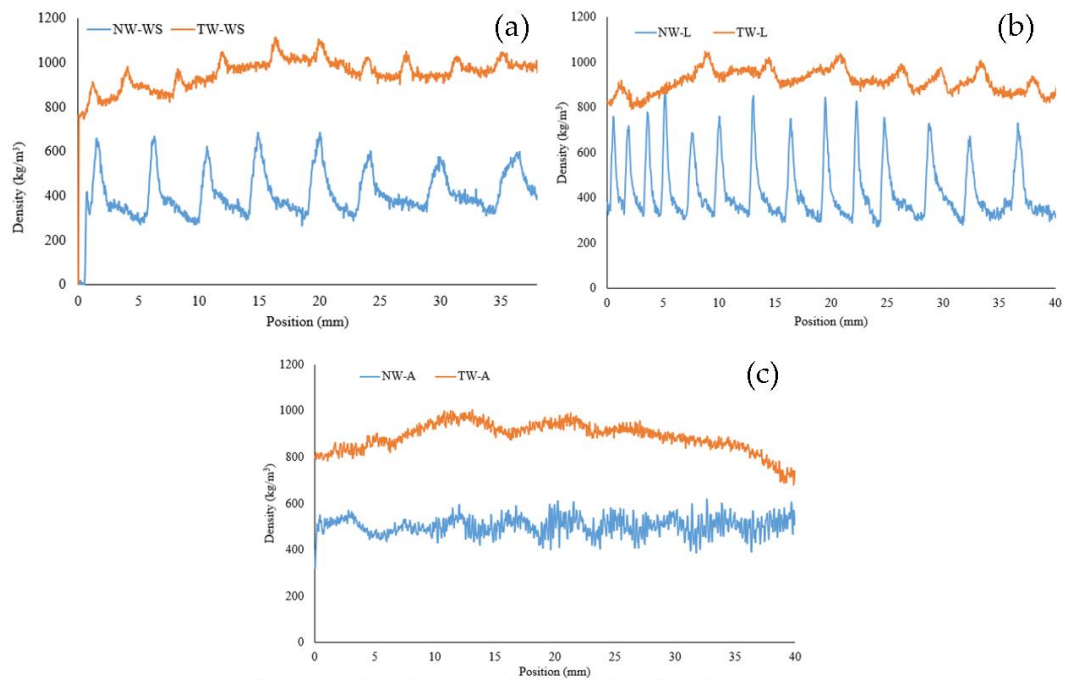 (a)
NW-WS TW-WS
Density (kg/m³)
1200
1000
800
600
400
200
0
0 5 10 15 20 25 30 35
Position (mm)
(b)
NW-L TW-L
Density (kg/m³)
1200
1000
800
600
400
200
0
0 5 10 15 20 25 30 35 40
Position (mm)
(c)
NW-A TW-A
Density (kg/m³)
1200
1000
800
600
400
200
0
0 5 10 15 20 25 30 35 40
Position (mm)